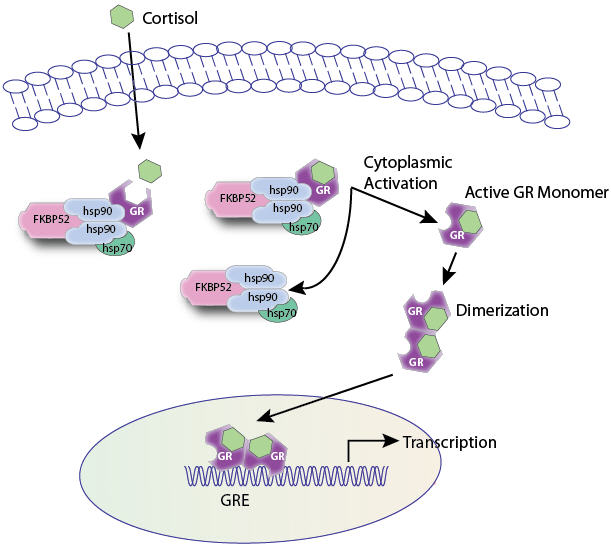 Cortisol
Cytoplasmic
Activation
Active GR Monomer
hsp90
FKBP52
GR
hsp90
hsp70
hsp90
GR
FKBP52
hsp90
hsp70
GR
hsp90
FKBP52
hsp90
hsp70
GR
Dimerization
GR
GR
GR
Transcription
GRE